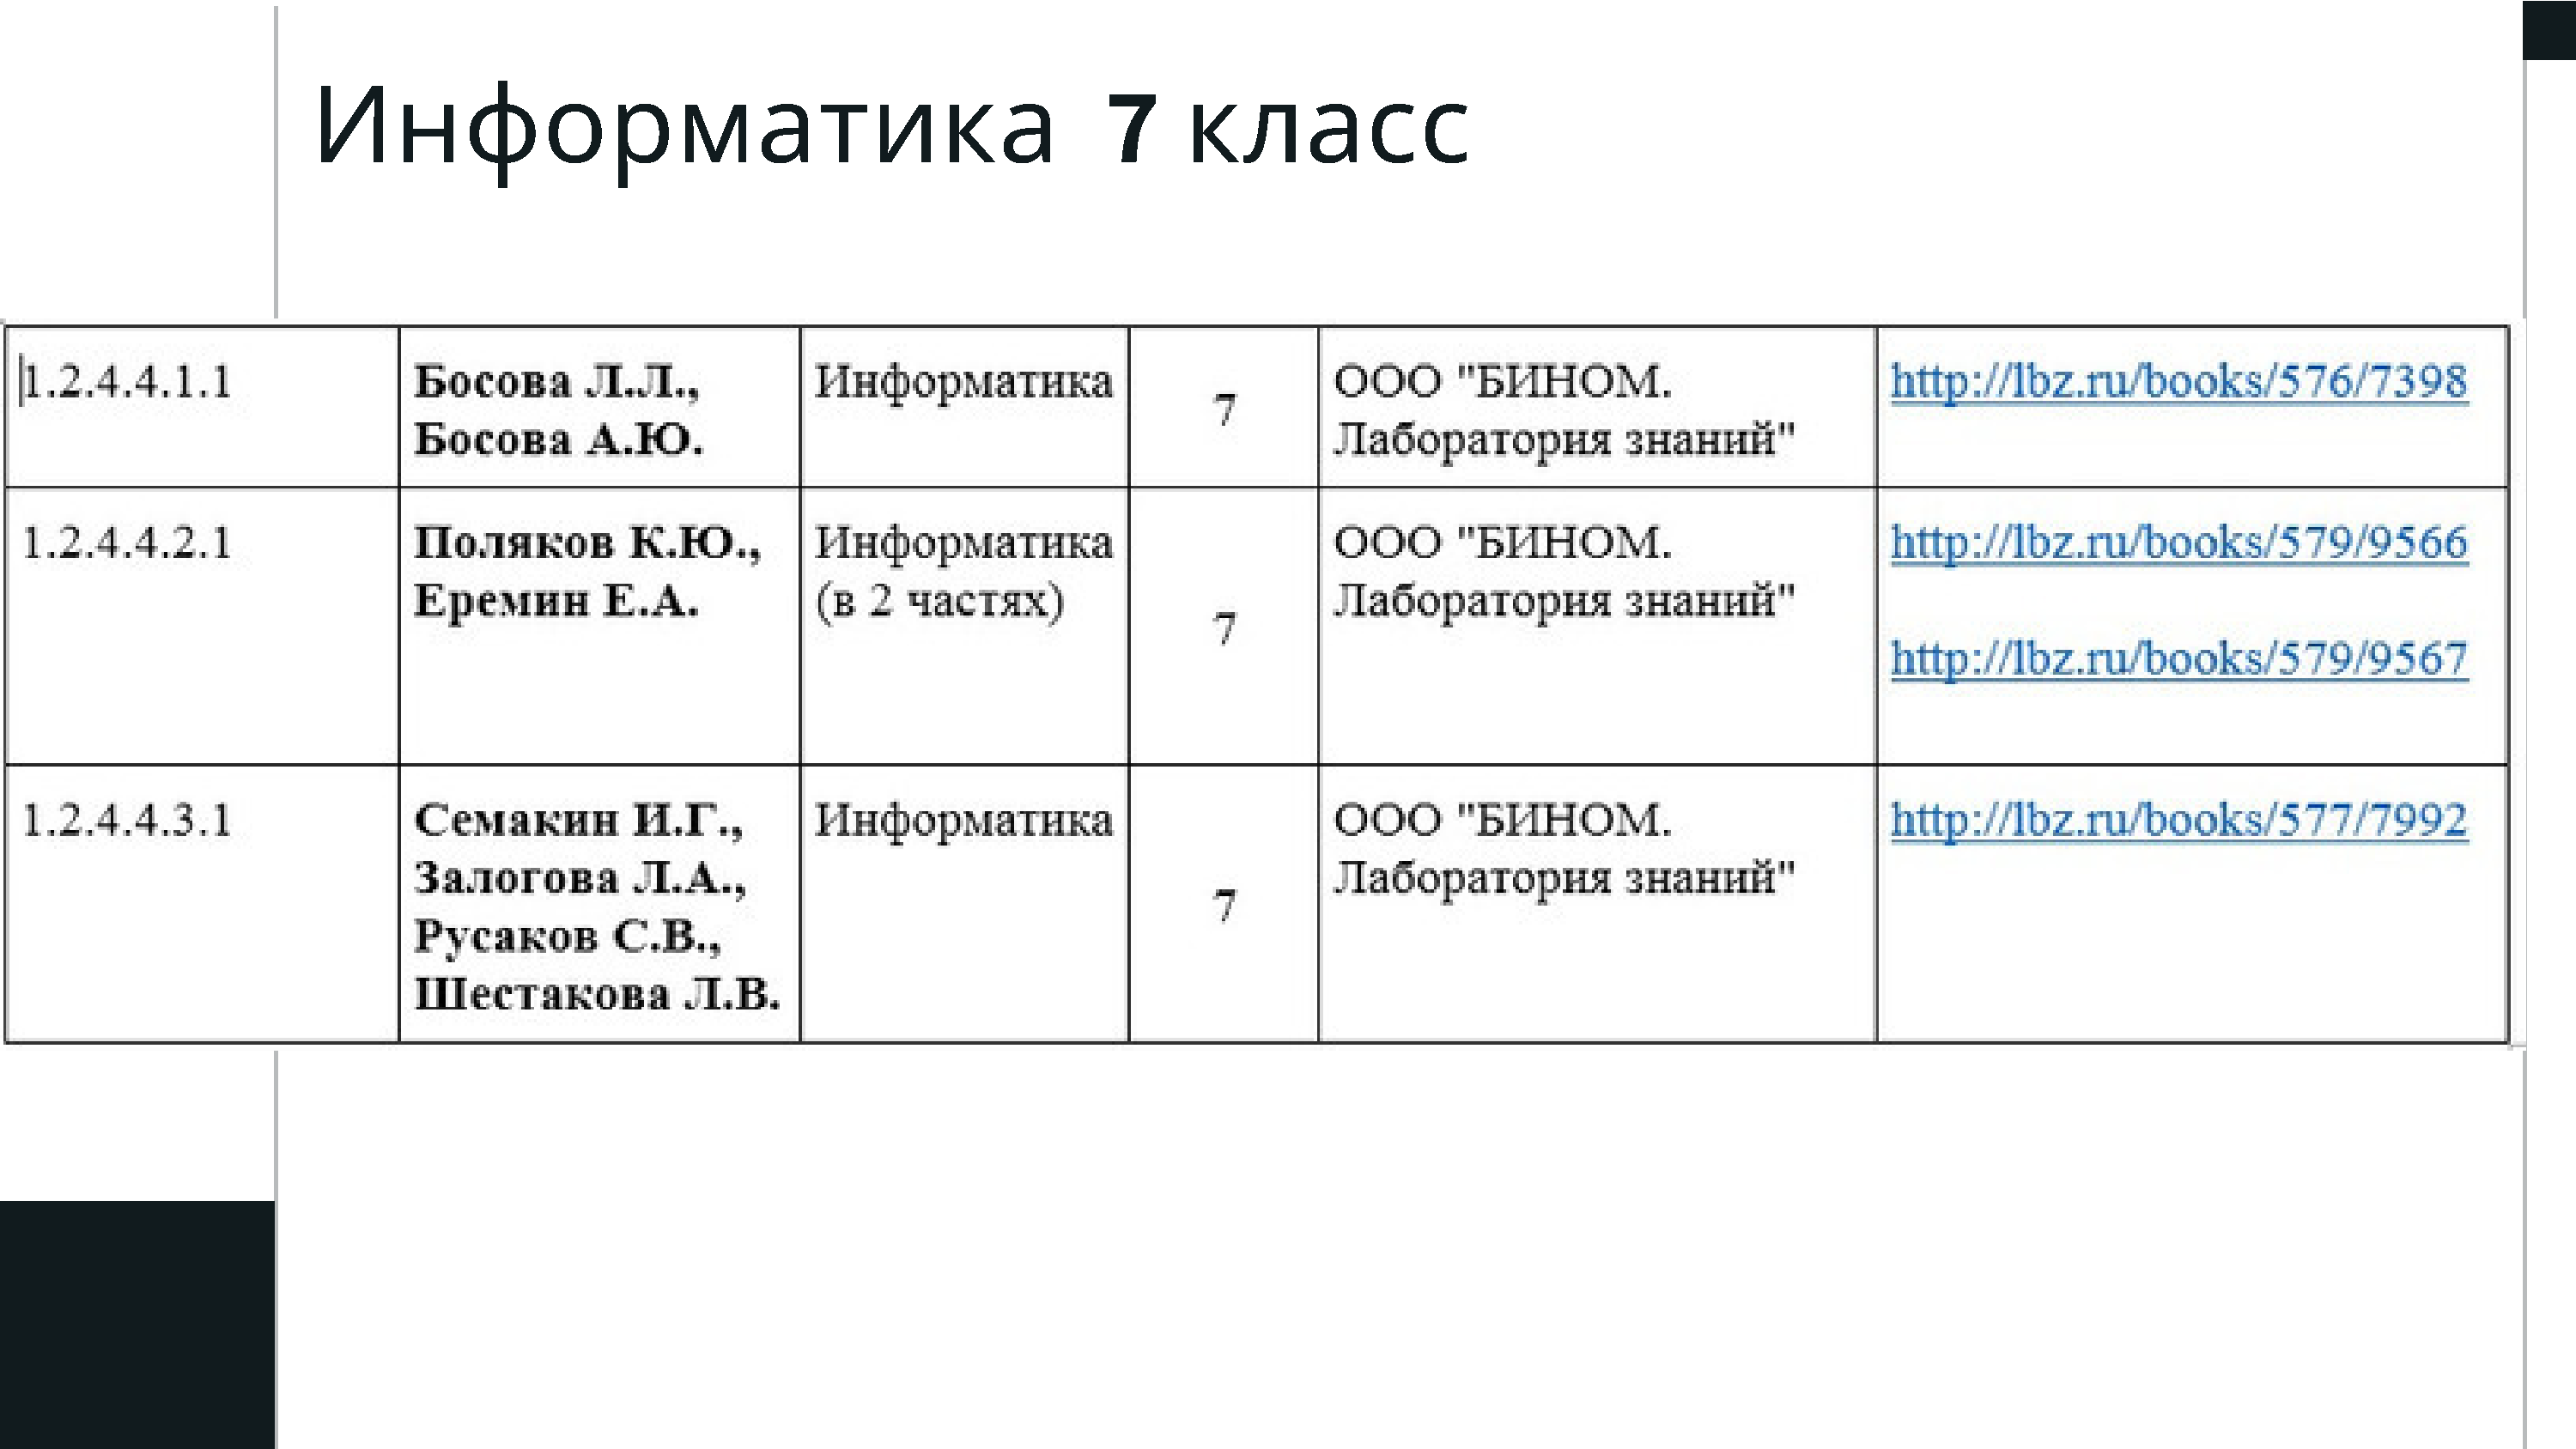 Информатика 7 класс
1.2.4.4.1.1
Босова Л.Л.,
Босова А.Ю.
Информатика
7
ООО "БИНОМ.
Лаборатория знаний"
http://lbz.ru/books/576/7398
1.2.4.4.2.1
Поляков К.Ю.,
Еремин Е.А.
Информатика
(в 2 частях)
7
ООО "БИНОМ.
Лаборатория знаний"
http://lbz.ru/books/579/9566
http://lbz.ru/books/579/9567
1.2.4.4.3.1
Семакин И.Г.,
Залогова Л.А.,
Русаков С.В.,
Шестакова Л.В.
Информатика
7
ООО "БИНОМ.
Лаборатория знаний"
http://lbz.ru/books/577/7992